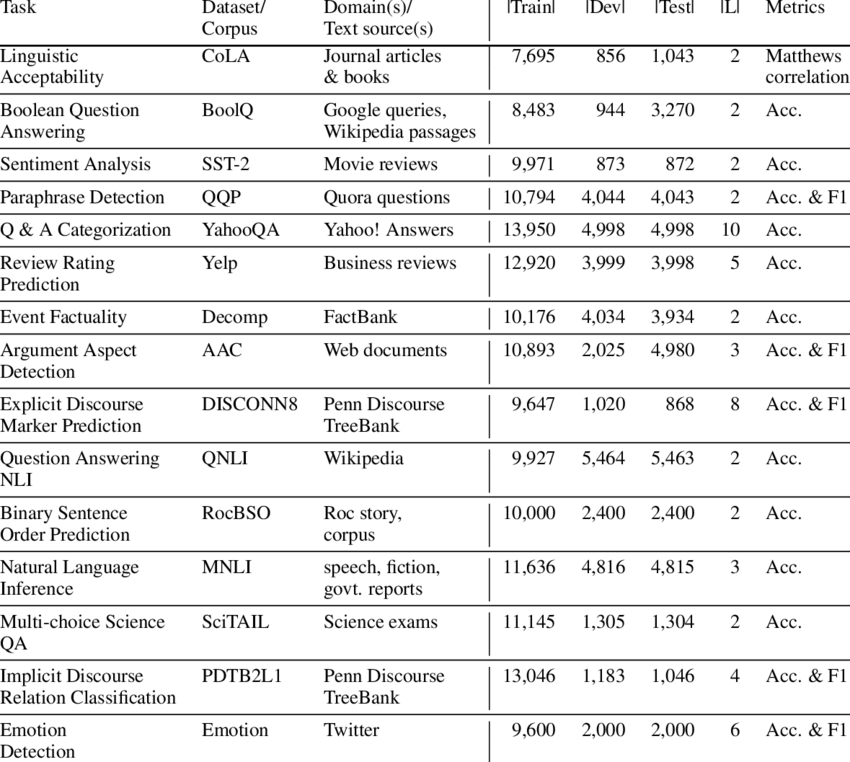 Task Dataset/ Domain(s)/ |Train| |Dev| |Test| |L| Metrics
Corpus Text source(s)
Linguistic CoLA Journal articles 7,695 856 1,043 2 Matthews
Acceptability & books correlation
Boolean Question BoolQ Google queries, 8,483 944 3,270 2 Acc.
Answering Wikipedia passages
Sentiment Analysis SST-2 Movie reviews 9,971 873 872 2 Acc.
Paraphrase Detection QQP Quora questions 10,794 4,044 4,043 2 Acc. & F1
Q & A Categorization YahooQA Yahoo! Answers 13,950 4,998 4,998 10 Acc.
Review Rating Yelp Business reviews 12,920 3,999 3,998 5 Acc.
Prediction
Event Factuality Decomp FactBank 10,176 4,034 3,934 2 Acc.
Argument Aspect AAC Web documents 10,893 2,025 4,980 3 Acc. & F1
Detection
Explicit Discourse DISCONN8 Penn Discourse 9,647 1,020 868 8 Acc. & F1
Marker Prediction TreeBank
Question Answering QNLI Wikipedia 9,927 5,464 5,463 2 Acc.
NLI
Binary Sentence RocBSO Roc story, 10,000 2,400 2,400 2 Acc.
Order Prediction corpus
Natural Language MNLI speech, fiction, 11,636 4,816 4,815 3 Acc.
Inference govt. reports
Multi-choice Science SciTAIL Science exams 11,145 1,305 1,304 2 Acc.
QA
Implicit Discourse PDTB2L1 Penn Discourse 13,046 1,183 1,046 4 Acc. & F1
Relation Classification TreeBank
Emotion Emotion Twitter 9,600 2,000 2,000 6 Acc. & F1
Detection